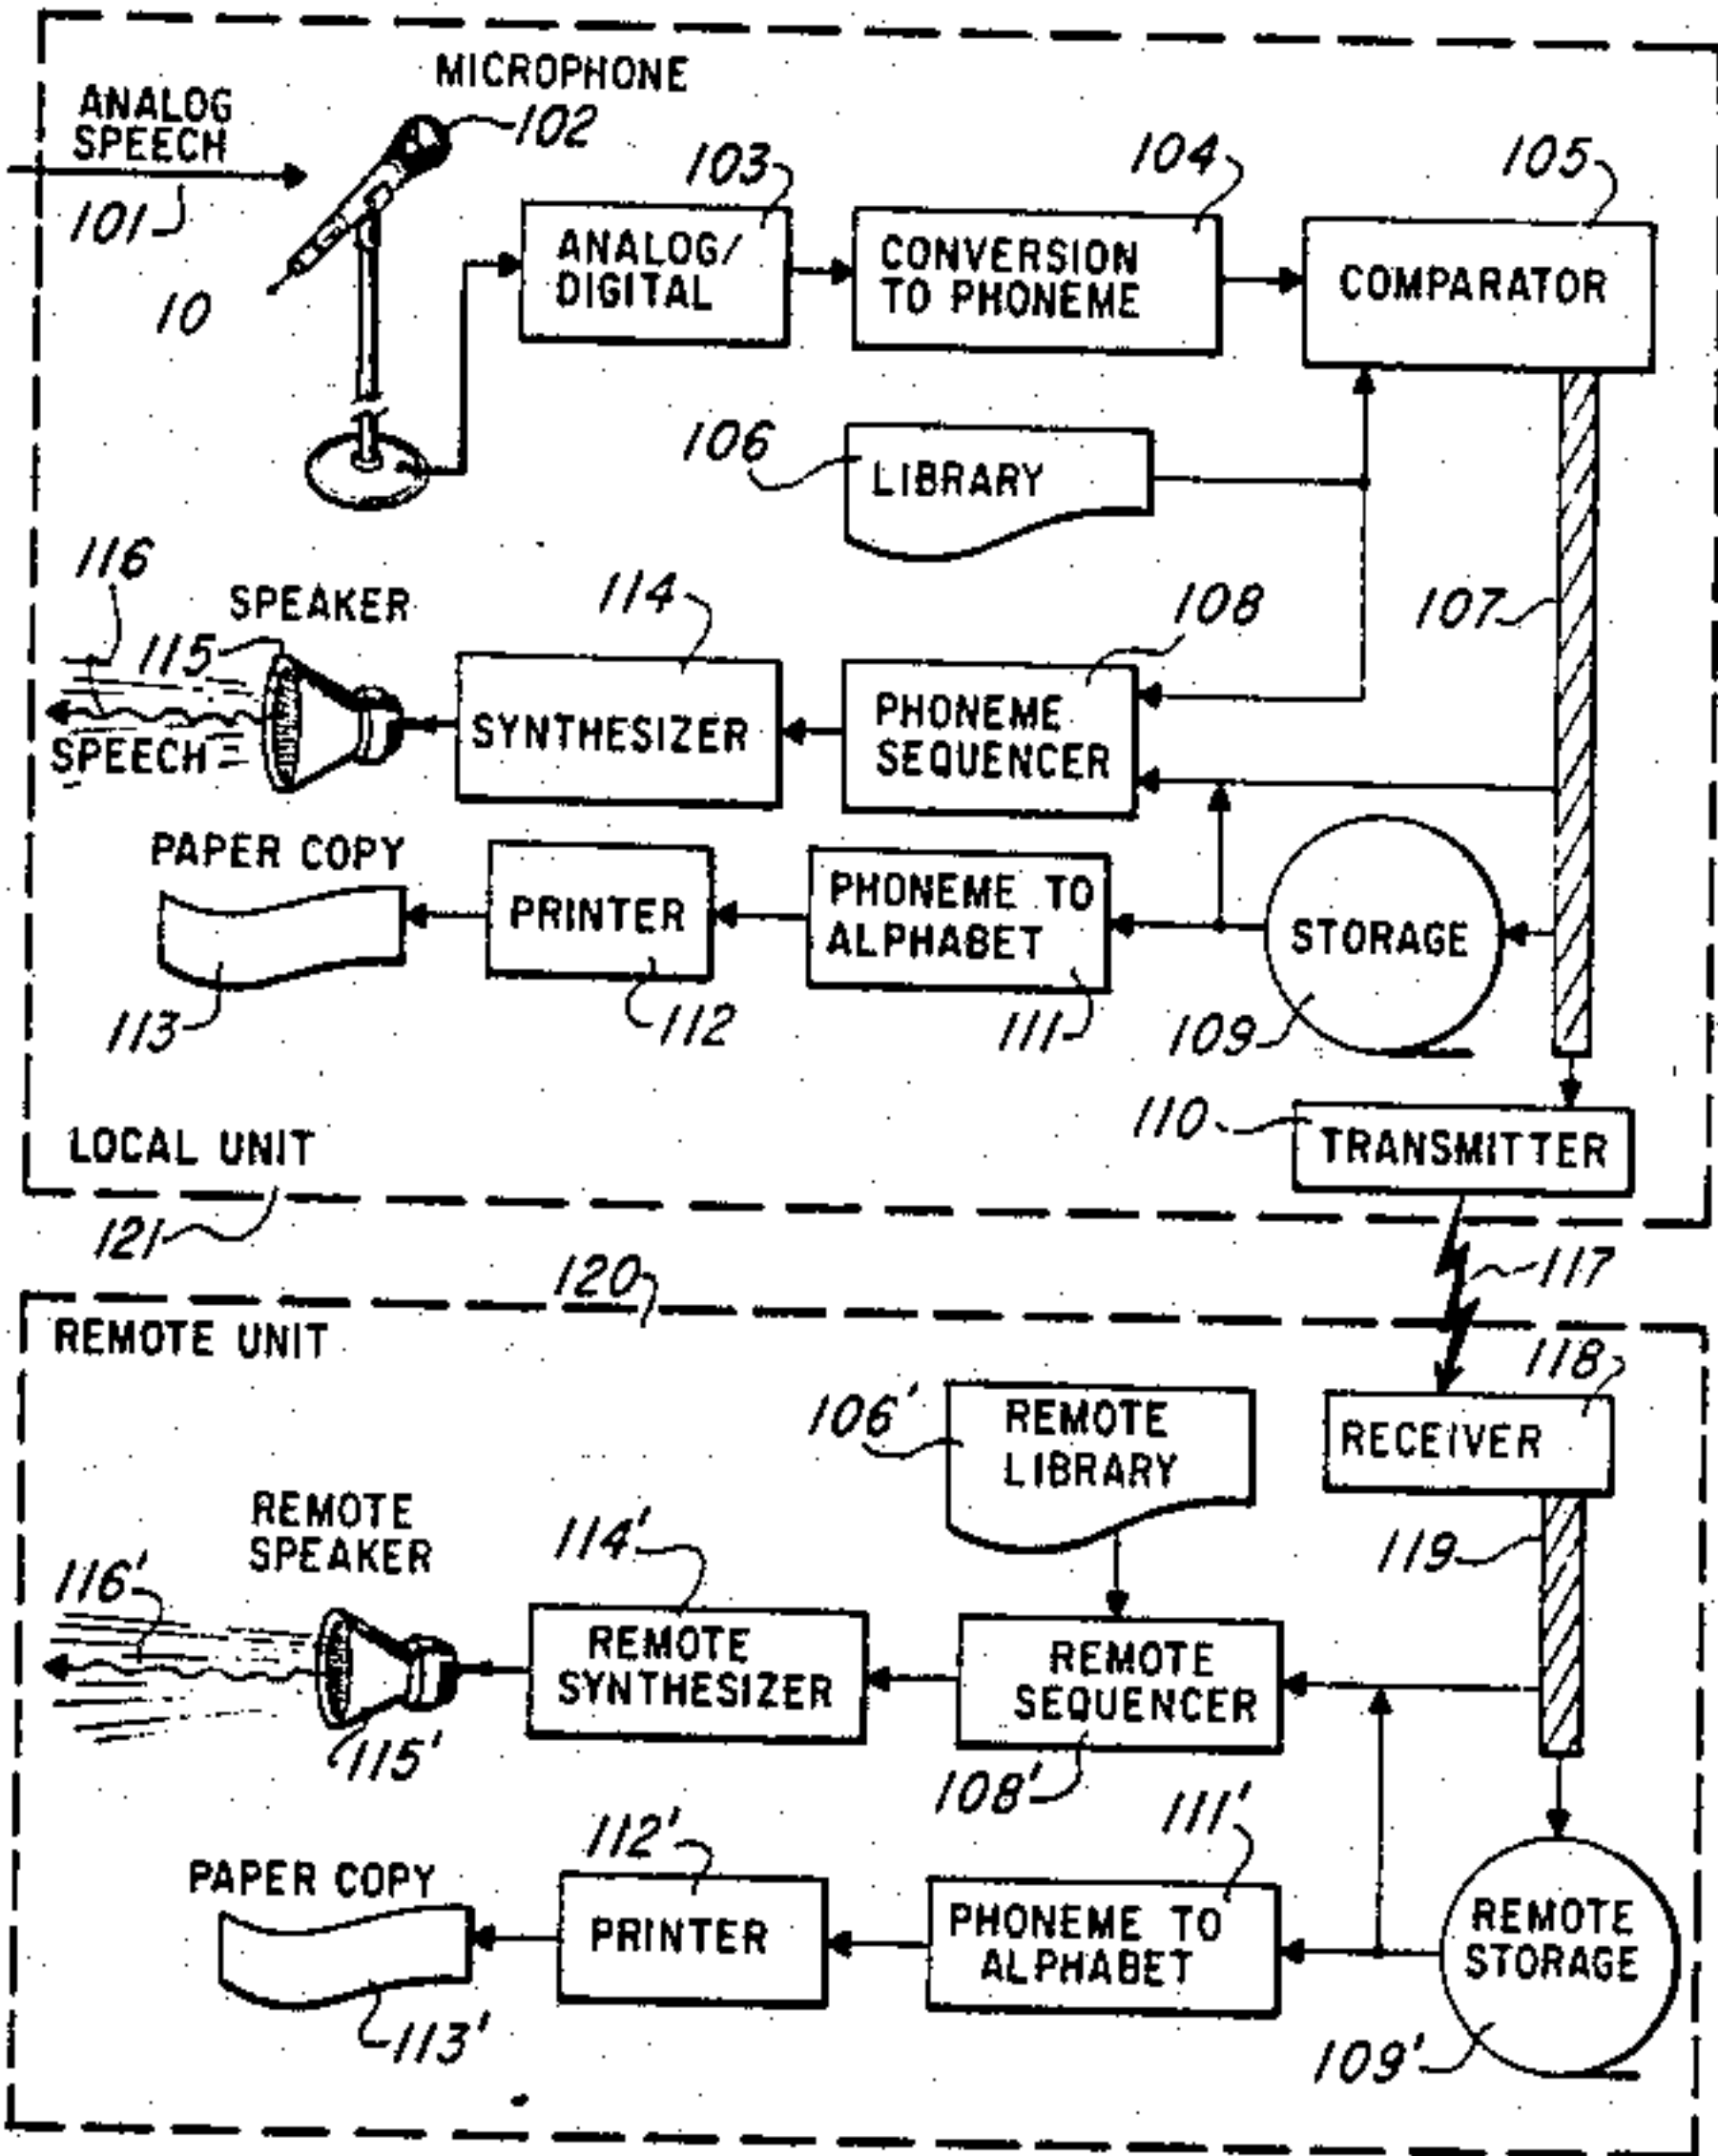 MICROPHONE
102
ANALOG
SPEECH
101
10
103
ANALOG/
DIGITAL
104
CONVERSION
TO PHONEME
105
COMPARATOR
106
LIBRARY
107
116
SPEAKER
115
SPEECH
114
SYNTHESIZER
108
PHONEME
SEQUENCER
PAPER COPY
113
PRINTER
112
PHONEME TO
ALPHABET
111
STORAGE
109
110
TRANSMITTER
LOCAL UNIT
121
117
120
REMOTE UNIT
118
RECEIVER
106'
REMOTE
LIBRARY
119
REMOTE
SPEAKER
116'
115'
114'
REMOTE
SYNTHESIZER
REMOTE
SEQUENCER
108'
PAPER COPY
113'
112'
PRINTER
111'
PHONEME TO
ALPHABET
REMOTE
STORAGE
109'